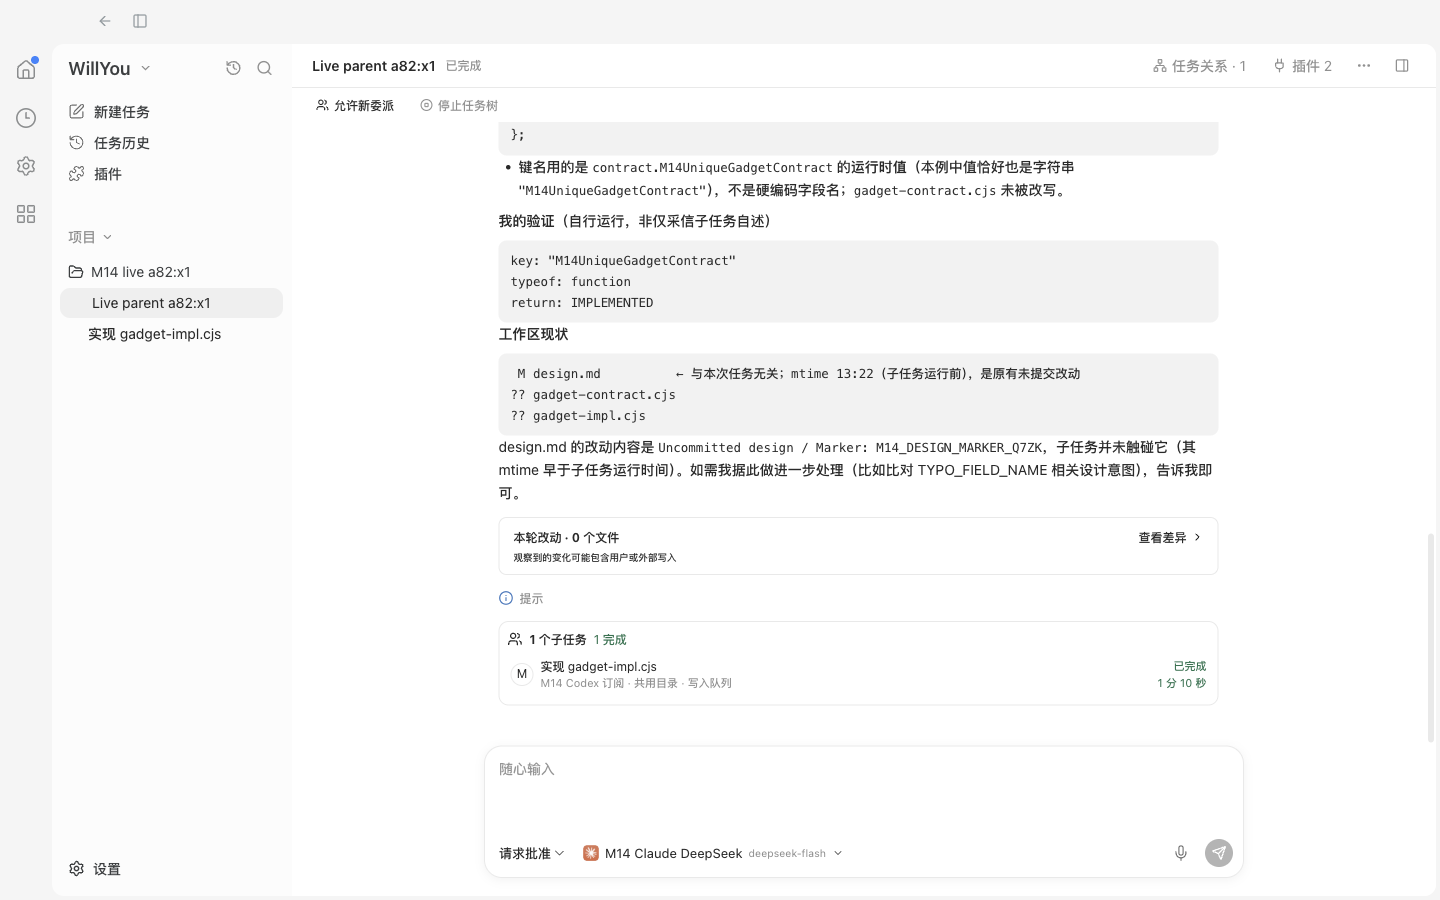 WillYou
新建任务
任务历史
插件
项目
M14 live a82:x1
Live parent a82:x1
实现 gadget-impl.cjs
设置
Live parent a82:x1 已完成
任务关系 · 1 插件 2
允许新委派 停止任务树
};
• 键名用的是 contract.M14UniqueGadgetContract 的运行时值（本例中值恰好也是字符串
"M14UniqueGadgetContract"），不是硬编码字段名；gadget-contract.cjs 未被改写。
我的验证（自行运行，非仅采信子任务自述）
key: "M14UniqueGadgetContract"
typeof: function
return: IMPLEMENTED
工作区现状
M design.md ← 与本次任务无关；mtime 13:22（子任务运行前），是原有未提交改动
?? gadget-contract.cjs
?? gadget-impl.cjs
design.md 的改动内容是 Uncommitted design / Marker: M14_DESIGN_MARKER_Q7ZK，子任务并未触碰它（其
mtime 早于子任务运行时间）。如需我据此做进一步处理（比如比对 TYPO_FIELD_NAME 相关设计意图），告诉我即
可。
本轮改动 · 0 个文件 查看差异
观察到的变化可能包含用户或外部写入
提示
1 个子任务 1 完成
M 实现 gadget-impl.cjs 已完成
M14 Codex 订阅 · 共用目录 · 写入队列 1 分 10 秒
随心输入
请求批准 M14 Claude DeepSeek deepseek-flash